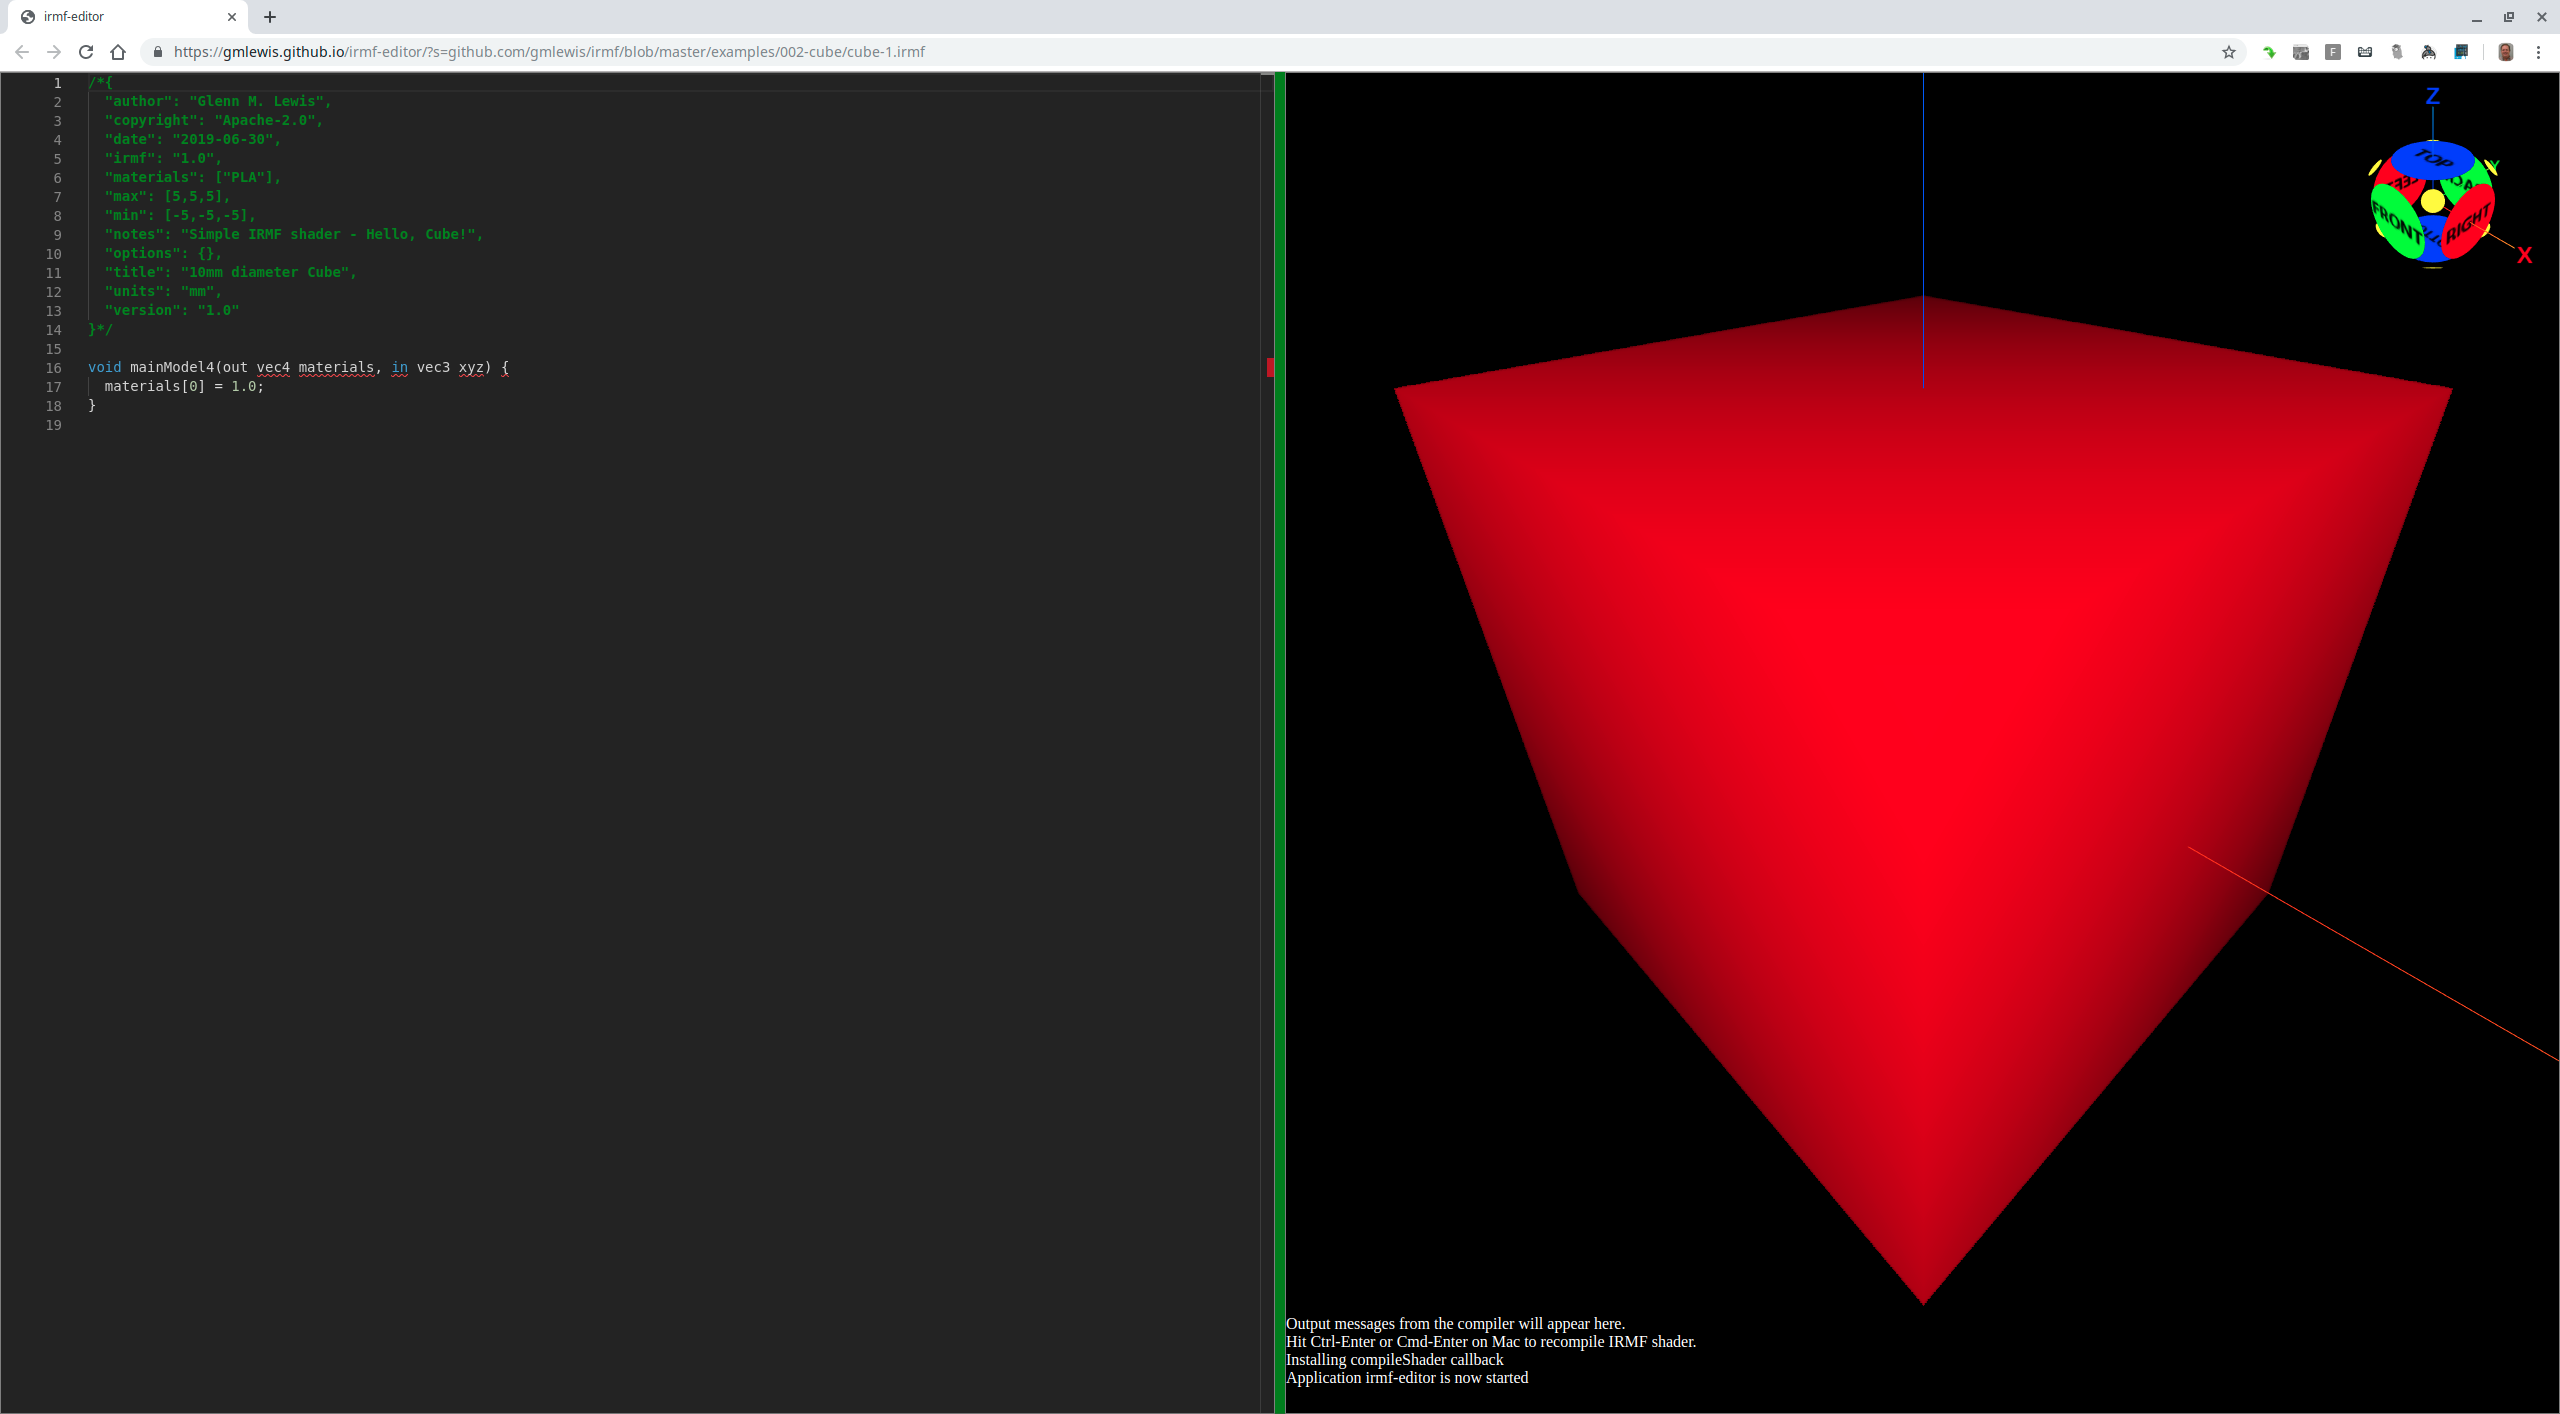 irmf-editor
https://gmlewis.github.io/irmf-editor/?s=github.com/gmlewis/irmf/blob/master/examples/002-cube/cube-1.irmf
F
1 /*{
2   "author": "Glenn M. Lewis",
3   "copyright": "Apache-2.0",
4   "date": "2019-06-30",
5   "irmf": "1.0",
6   "materials": ["PLA"],
7   "max": [5,5,5],
8   "min": [-5,-5,-5],
9   "notes": "Simple IRMF shader - Hello, Cube!",
10   "options": {},
11   "title": "10mm diameter Cube",
12   "units": "mm",
13   "version": "1.0"
14 }*/
15
16 void mainModel4(out vec4 materials, in vec3 xyz) {
17   materials[0] = 1.0;
18 }
19
Z
TOP
Y
FRONT
RIGHT
X
Output messages from the compiler will appear here.
Hit Ctrl-Enter or Cmd-Enter on Mac to recompile IRMF shader.
Installing compileShader callback
Application irmf-editor is now started